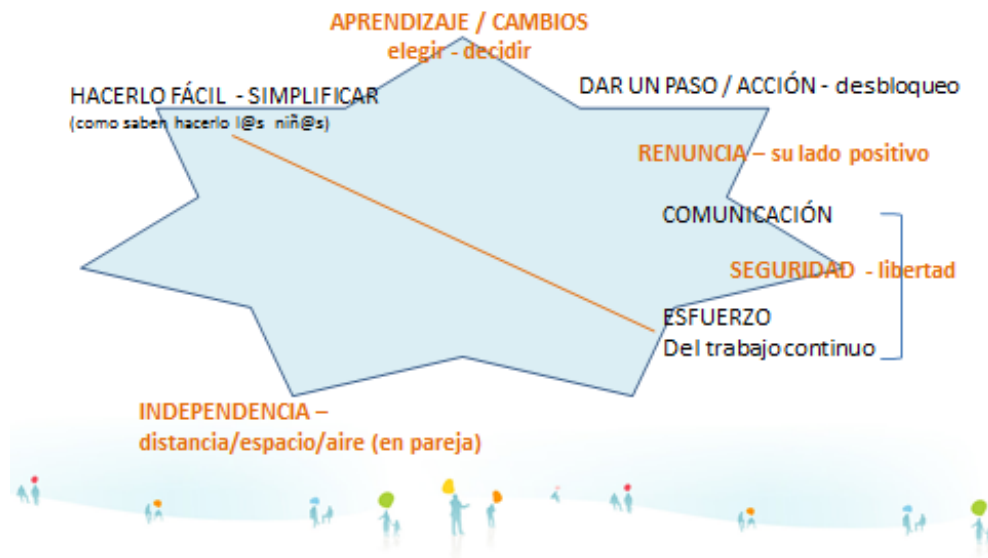 APRENDIZAJE / CAMBIOS
elegir - decidir
HACERLO FÁCIL - SIMPLIFICAR
(como saben hacerlo l@s niñ@s)
DAR UN PASO / ACCIÓN - desbloqueo
RENUNCIA – su lado positivo
COMUNICACIÓN
SEGURIDAD - libertad
ESFUERZO
Del trabajo continuo
INDEPENDENCIA –
distancia/espacio/aire (en pareja)